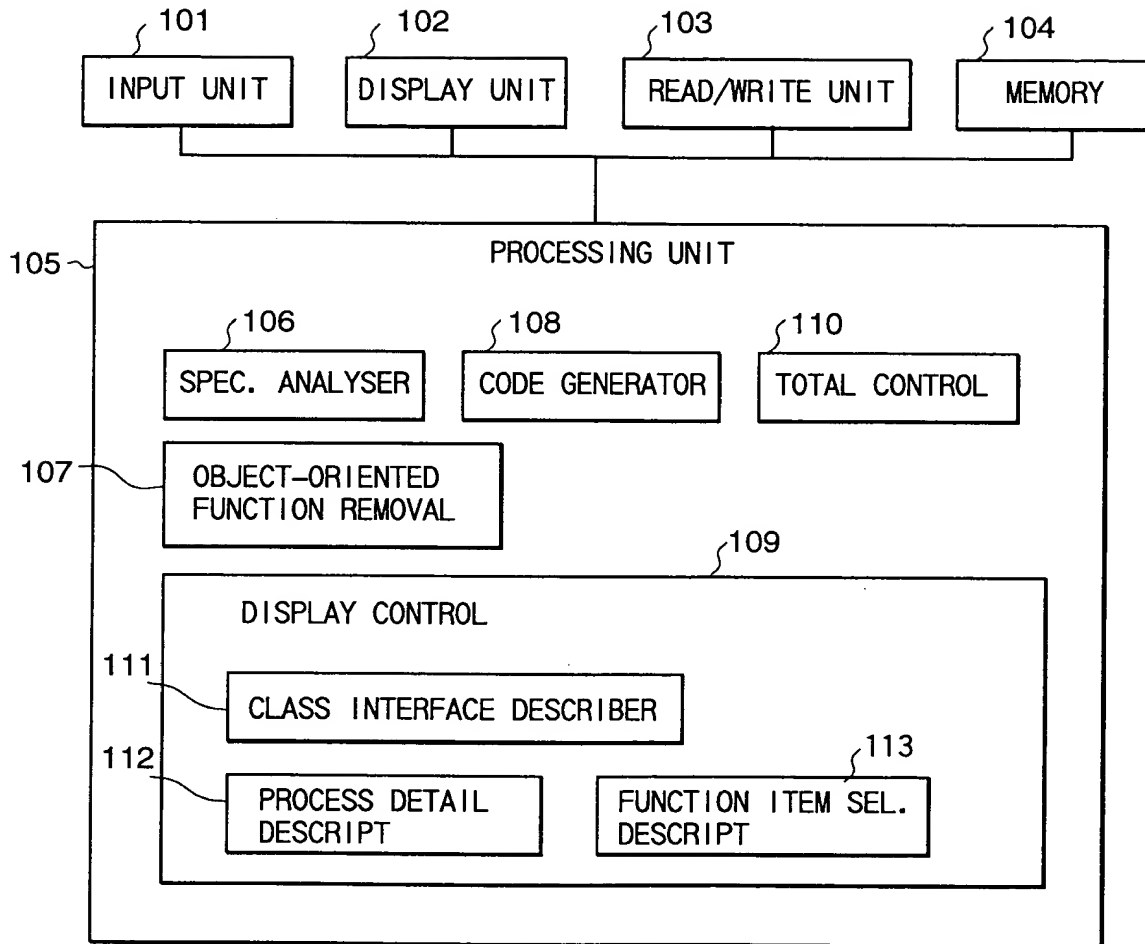 101
102
103
104
INPUT UNIT
DISPLAY UNIT
READ/WRITE UNIT
MEMORY
105
PROCESSING UNIT
106
108
110
SPEC. ANALYSER
CODE GENERATOR
TOTAL CONTROL
107
OBJECT-ORIENTED
FUNCTION REMOVAL
109
DISPLAY CONTROL
111
CLASS INTERFACE DESCRIBER
112
113
PROCESS DETAIL
DESCRIPT
FUNCTION ITEM SEL.
DESCRIPT